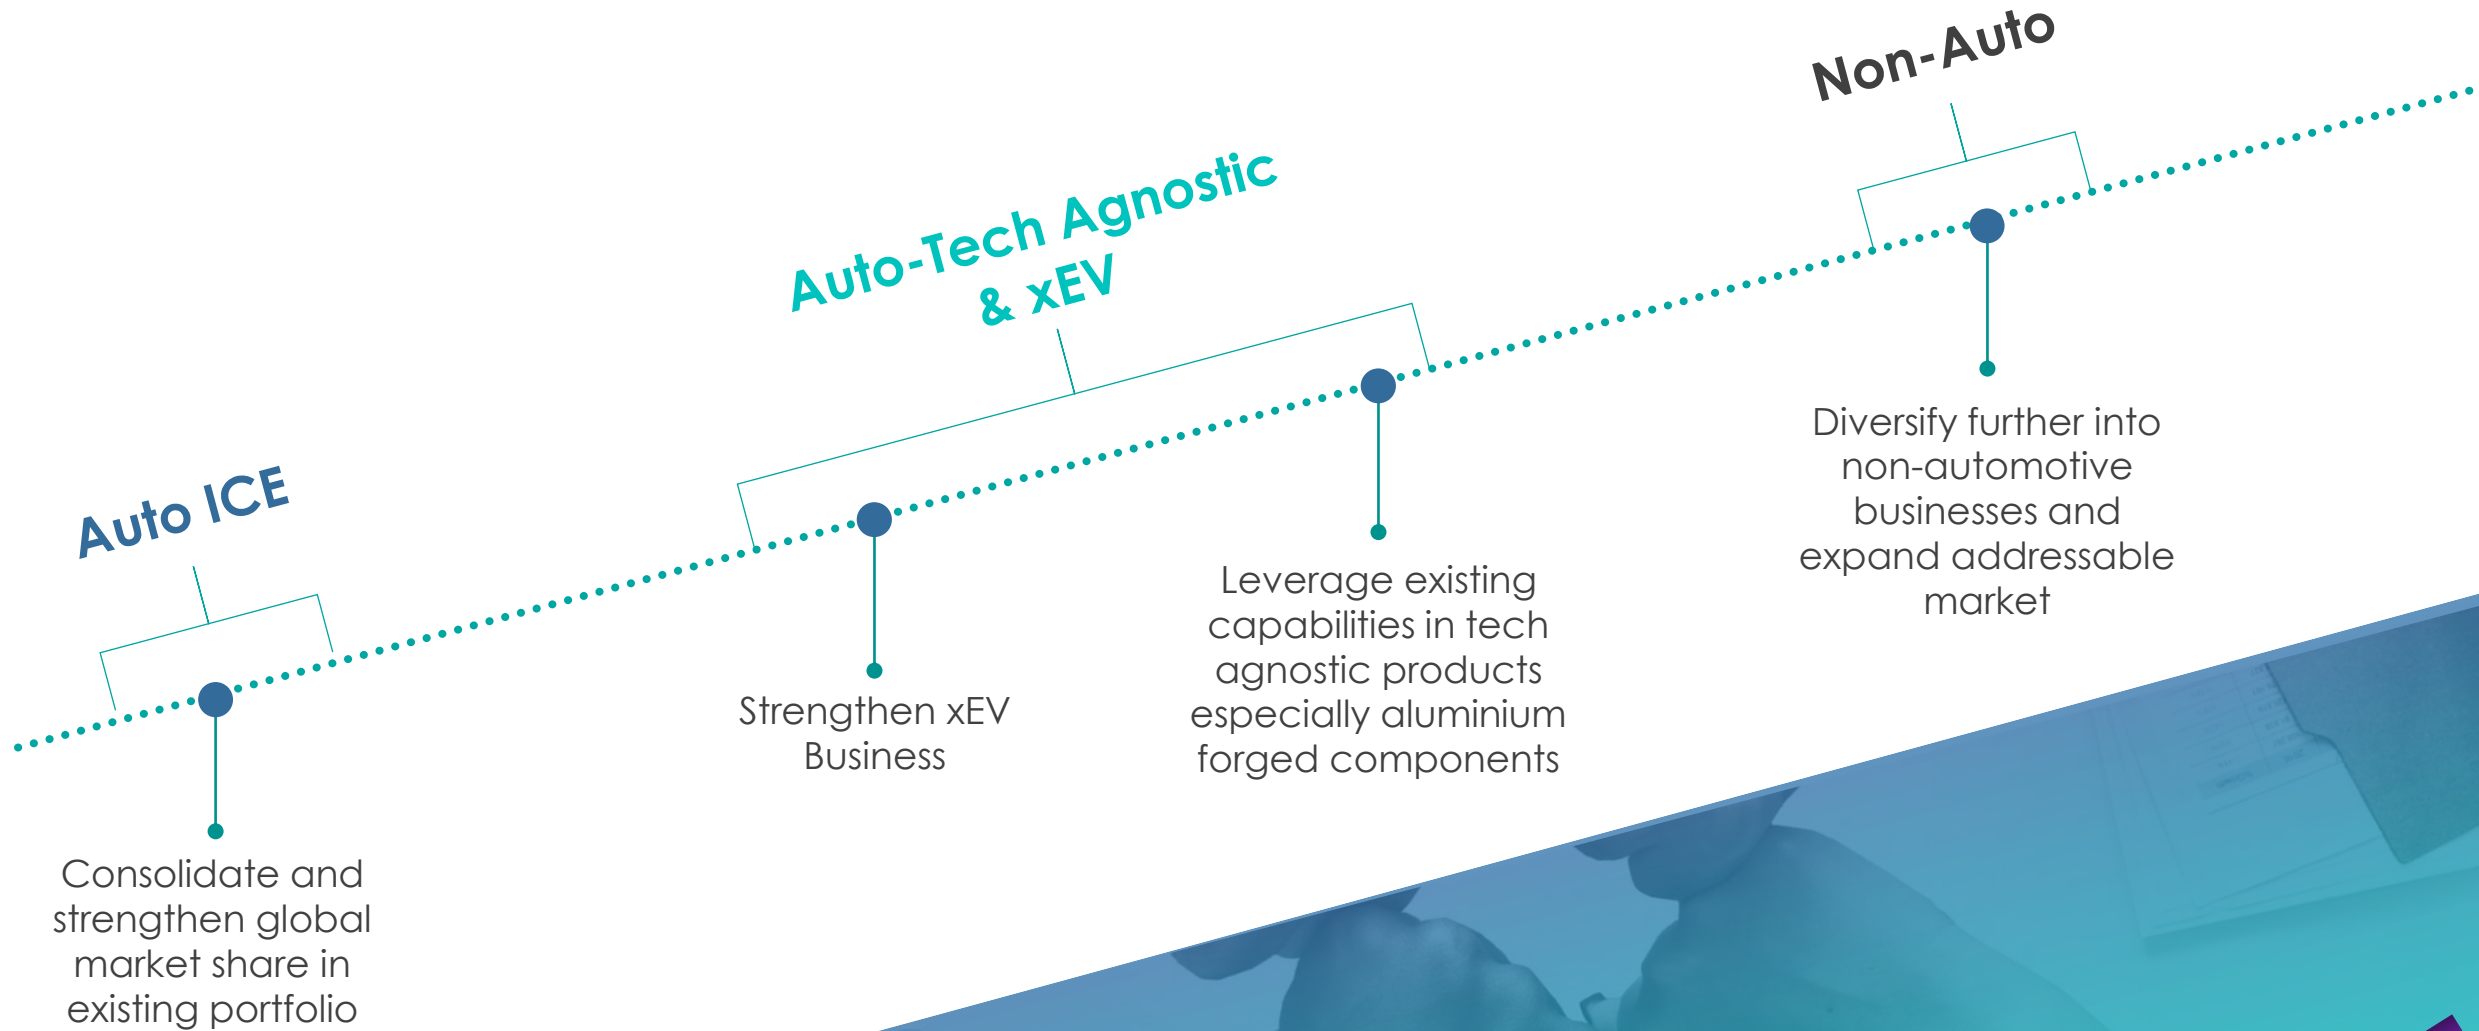 Auto ICE
Consolidate and
strengthen global
market share in
existing portfolio
Auto-Tech Agnostic
& xEV
Strengthen xEV
Business
Leverage existing
capabilities in tech
agnostic products
especially aluminium
forged components
Non-Auto
Diversify further into
non-automotive
businesses and
expand addressable
market